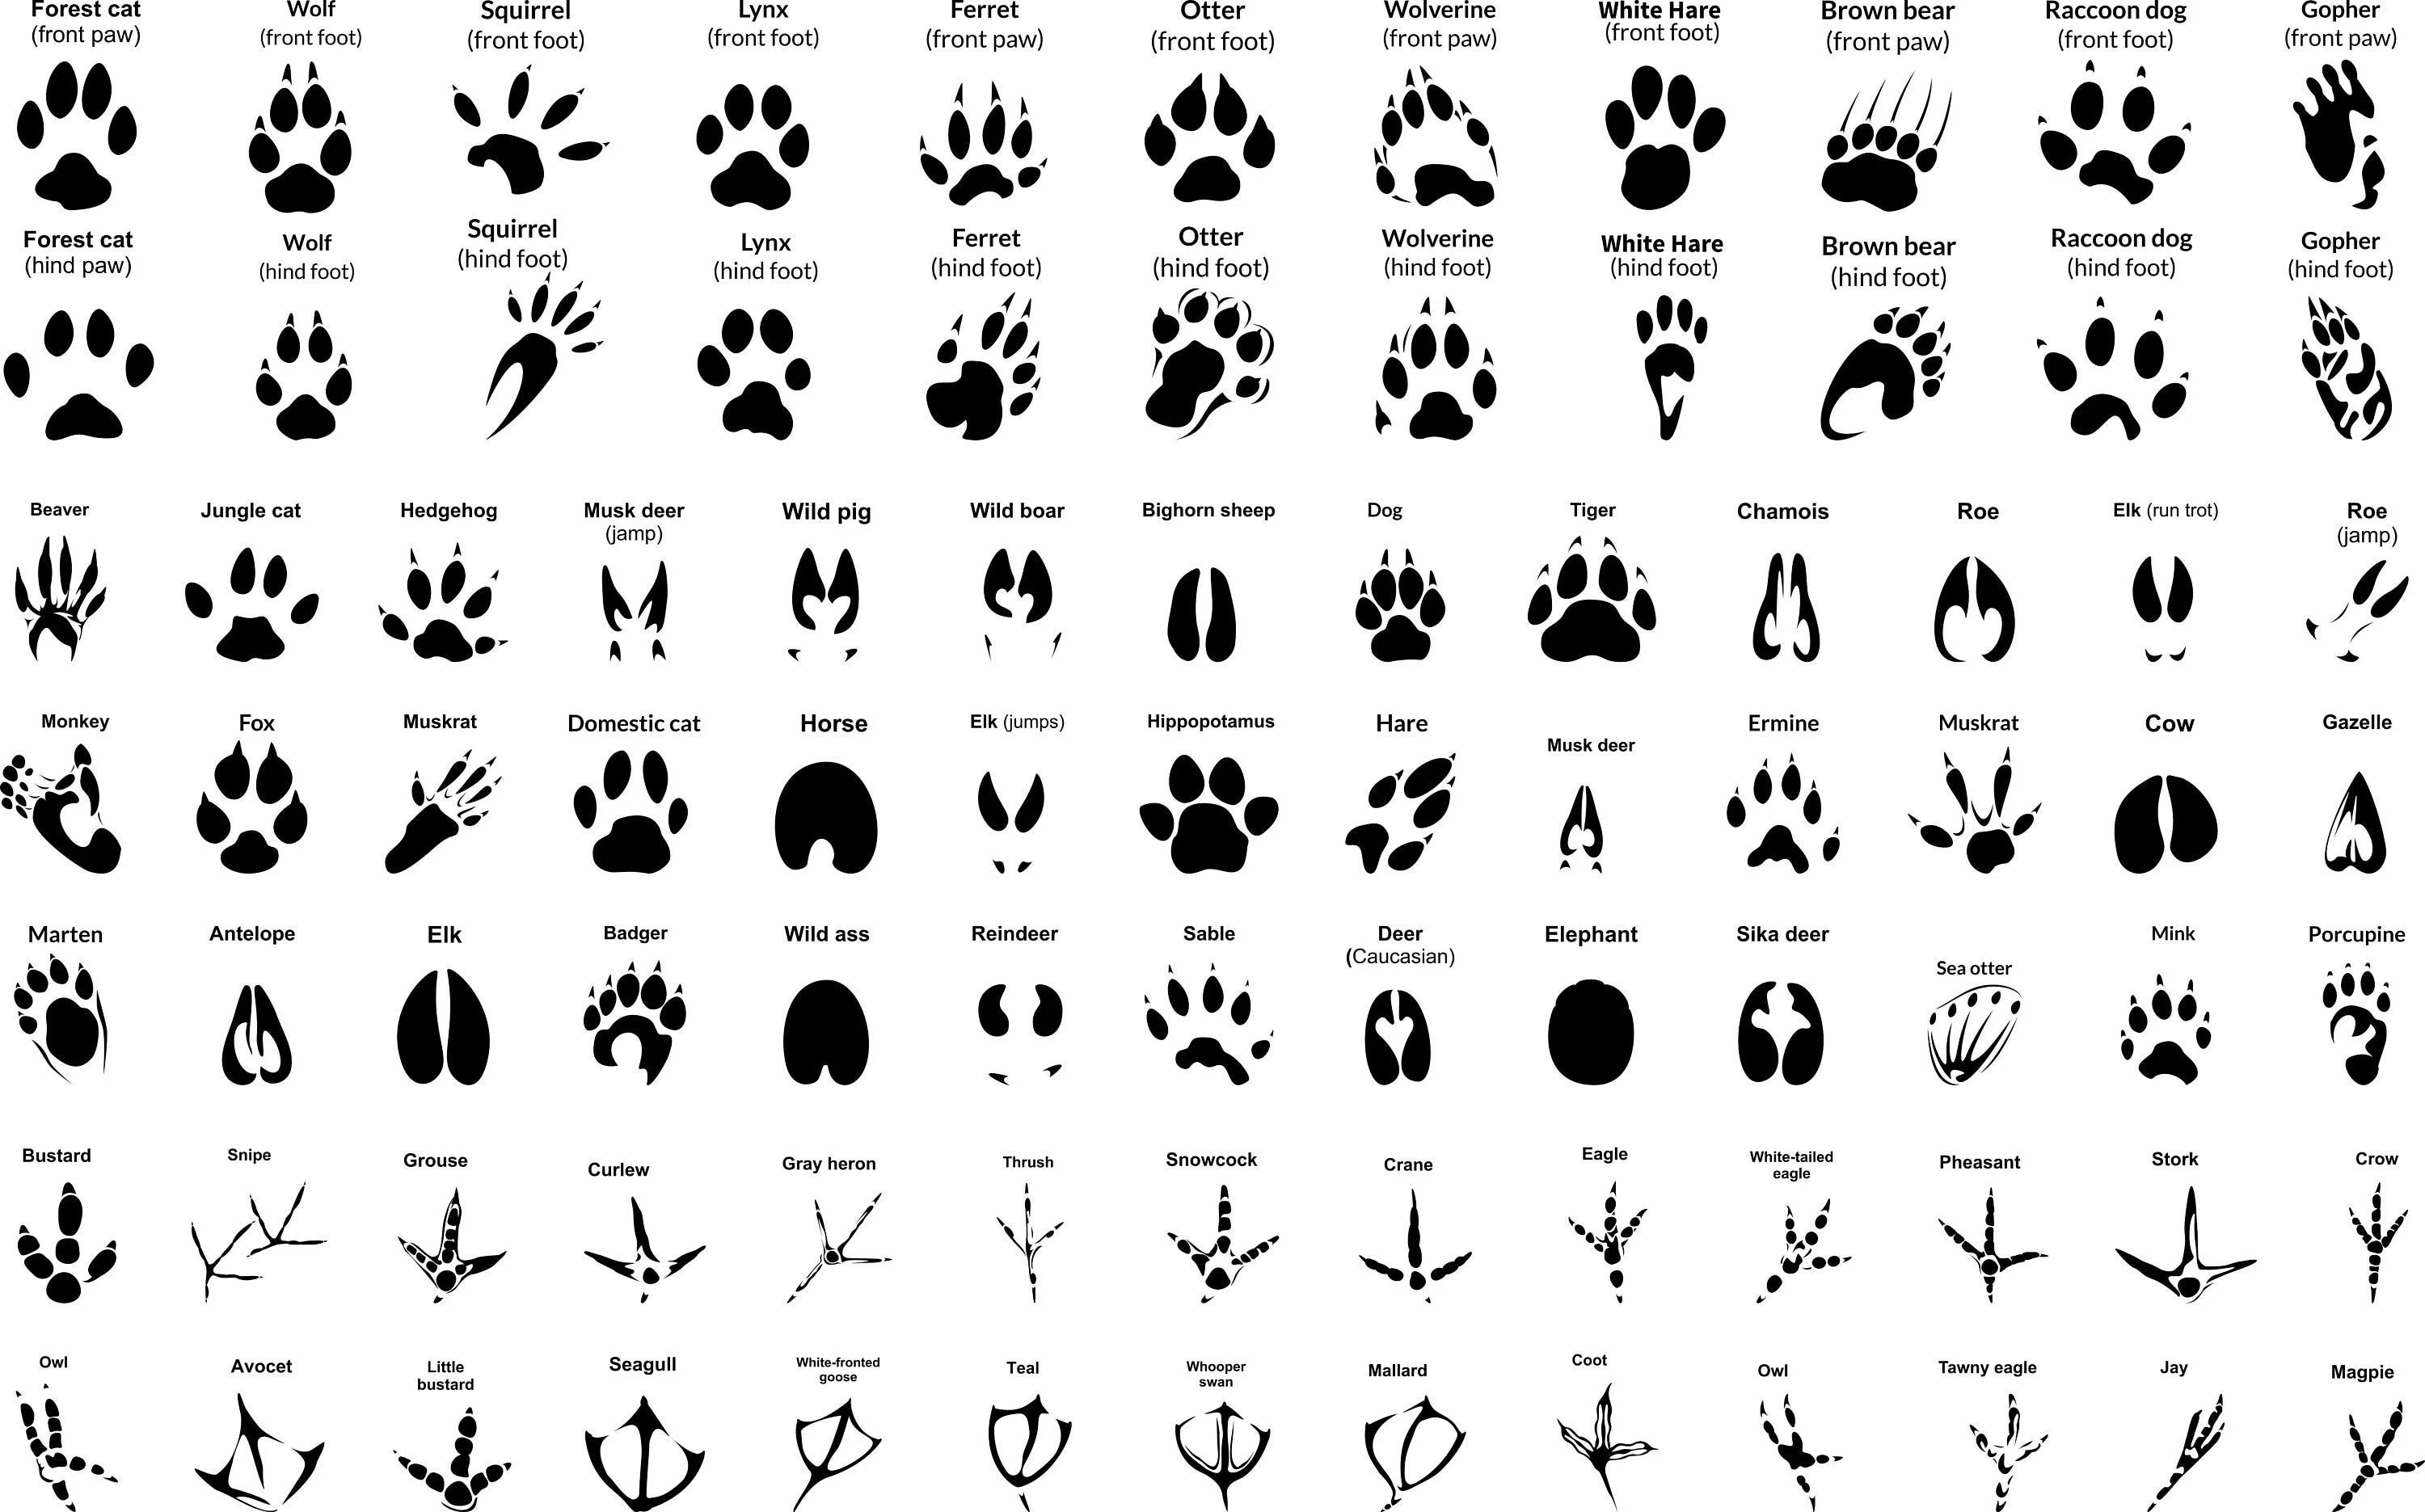 Forest cat
(front paw)
Wolf
(front foot)
Squirrel
(front foot)
Lynx
(front foot)
Ferret
(front paw)
Otter
(front foot)
Wolverine
(front paw)
White Hare
(front foot)
Brown bear
(front paw)
Raccoon dog
(front foot)
Gopher
(front paw)
Forest cat
(hind paw)
Wolf
(hind foot)
Squirrel
(hind foot)
Lynx
(hind foot)
Ferret
(hind foot)
Otter
(hind foot)
Wolverine
(hind foot)
White Hare
(hind foot)
Brown bear
(hind foot)
Raccoon dog
(hind foot)
Gopher
(hind foot)
Beaver
Jungle cat
Hedgehog
Musk deer
(jamp)
Wild pig
Wild boar
Bighorn sheep
Dog
Tiger
Chamois
Roe
Elk (run trot)
Roe
(jamp)
Monkey
Fox
Muskrat
Domestic cat
Horse
Elk (jumps)
Hippopotamus
Hare
Musk deer
Ermine
Muskrat
Cow
Gazelle
Marten
Antelope
Elk
Badger
Wild ass
Reindeer
Sable
Deer
(Caucasian)
Elephant
Sika deer
Sea otter
Mink
Porcupine
Bustard
Snipe
Grouse
Curlew
Gray heron
Thrush
Snowcock
Crane
Eagle
White-tailed
eagle
Pheasant
Stork
Crow
Owl
Avocet
Little
bustard
Seagull
White-fronted
goose
Teal
Whooper
swan
Mallard
Coot
Owl
Tawny eagle
Jay
Magpie